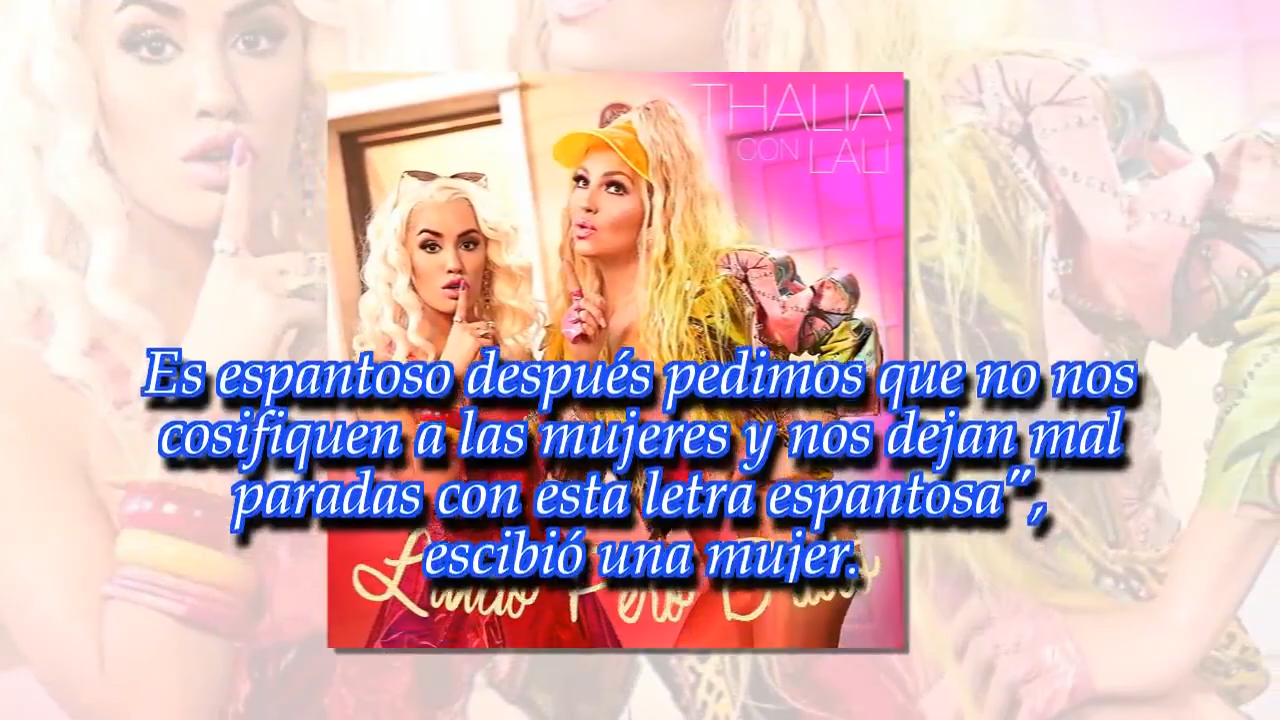 THALIA
CON LALI
Es espantoso después pedimos que no nos
cosifiquen a las mujeres y nos dejan mal
paradas con esta letra espantosa”,
escibió una mujer.